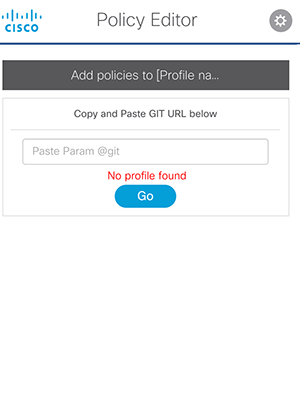 CISCO
Policy Editor
Add policies to [Profile na...
Copy and Paste GIT URL below
Paste Param @git
No profile found
Go